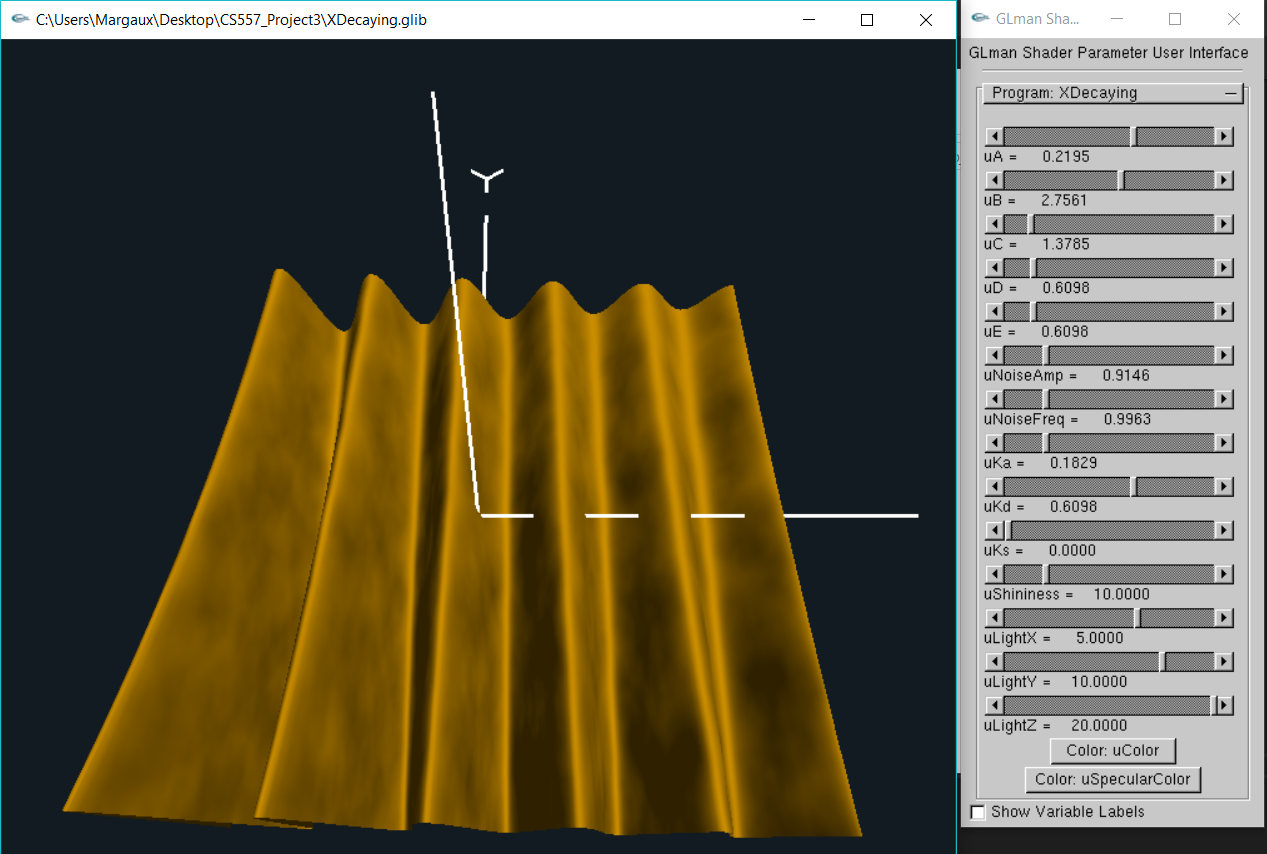 C:\Users\Margaux\Desktop\CS557_Project3\XDecaying.glib
Y
GLman Sha...
GLman Shader Parameter User Interface
Program: XDecaying
uA = 0.2195
uB = 2.7561
uC = 1.3785
uD = 0.6098
uE = 0.6098
uNoiseAmp = 0.9146
uNoiseFreq = 0.9963
uKa = 0.1829
uKd = 0.6098
uKs = 0.0000
uShininess = 10.0000
uLightX = 5.0000
uLightY = 10.0000
uLightZ = 20.0000
Color: uColor
Color: uSpecularColor
Show Variable Labels